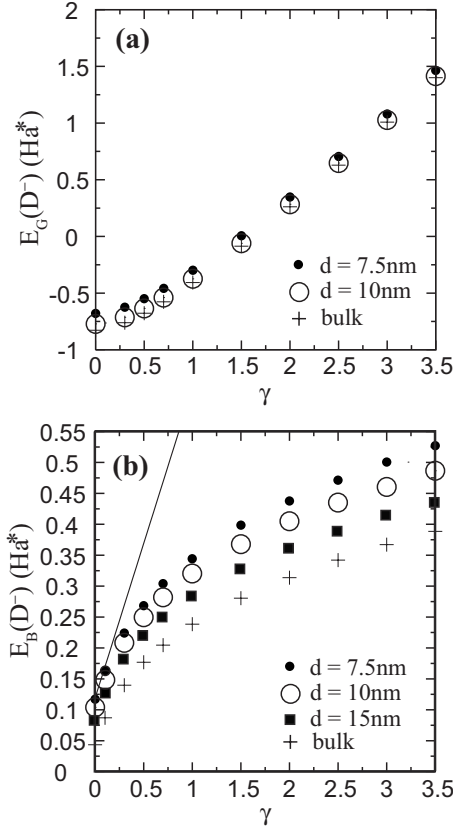 (a)
2
1.5
1
0.5
0
-0.5
-1
E_G(D⁻) (Ha*)
d = 7.5nm
d = 10nm
bulk
0 0.5 1 1.5 2 2.5 3 3.5
γ
(b)
0.55
0.5
0.45
0.4
0.35
0.3
0.25
0.2
0.15
0.1
0.05
0
E_B(D⁻) (Ha*)
d = 7.5nm
d = 10nm
d = 15nm
bulk
0 0.5 1 1.5 2 2.5 3 3.5
γ